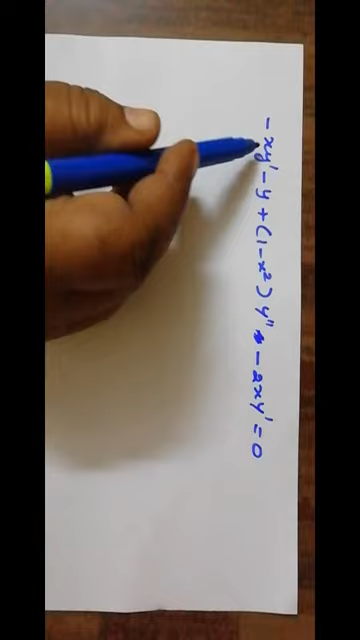 -xy' - y + (1-x²) y'' - 2xy' = 0